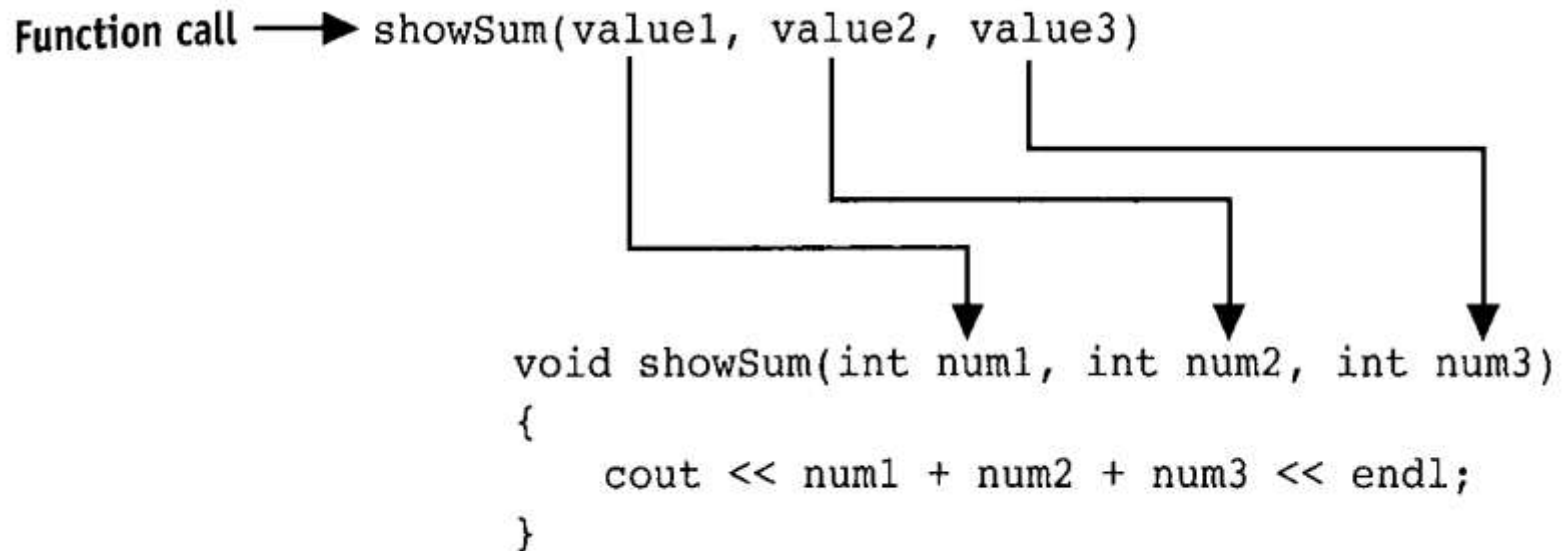 Function call showSum(value1, value2, value3)
void showSum(int num1, int num2, int num3)
{
cout << num1 + num2 + num3 << endl;
}